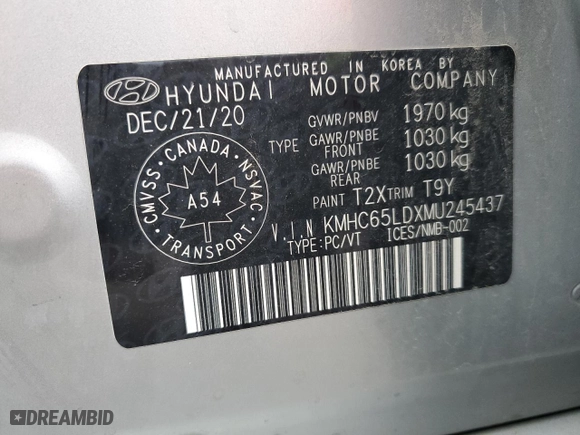 MANUFACTURED IN KOREA BY
HYUNDAI MOTOR COMPANY
DEC/21/20
GVWR/PNBV 1970 kg
TYPE GAWR/PNBE FRONT 1030 kg
GAWR/PNBE REAR 1030 kg
PAINT T2X TRIM T9Y
CMVSS · CANADA · NSVAC
A54
TRANSPORT
V.I.N KMHC65LDXMU245437
TYPE:PC/VT ICES/NMB-002
DREAMBID